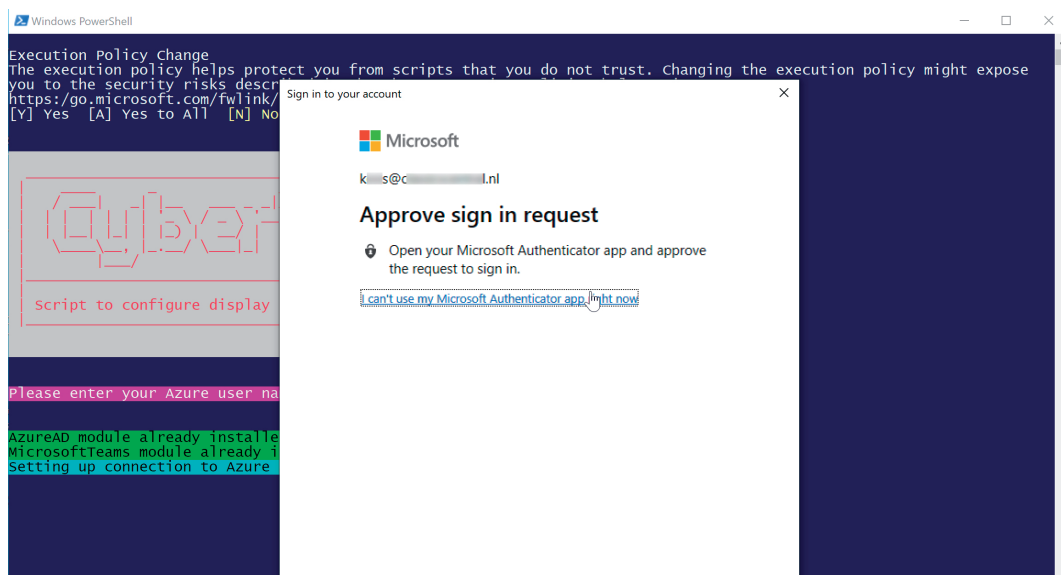 Windows PowerShell
Execution Policy Change
The execution policy helps protect you from scripts that you do not trust. Changing the execution policy might expose
you to the security risks descr
https:/go.microsoft.com/fwlink/
[Y] Yes [A] Yes to All [N] No
Sign in to your account
Microsoft
k s@c l.nl
Approve sign in request
Open your Microsoft Authenticator app and approve
the request to sign in.
I can't use my Microsoft Authenticator app right now
Cyber
Script to configure display
Please enter your Azure user na
AzureAD module already installe
MicrosoftTeams module already i
Setting up connection to Azure